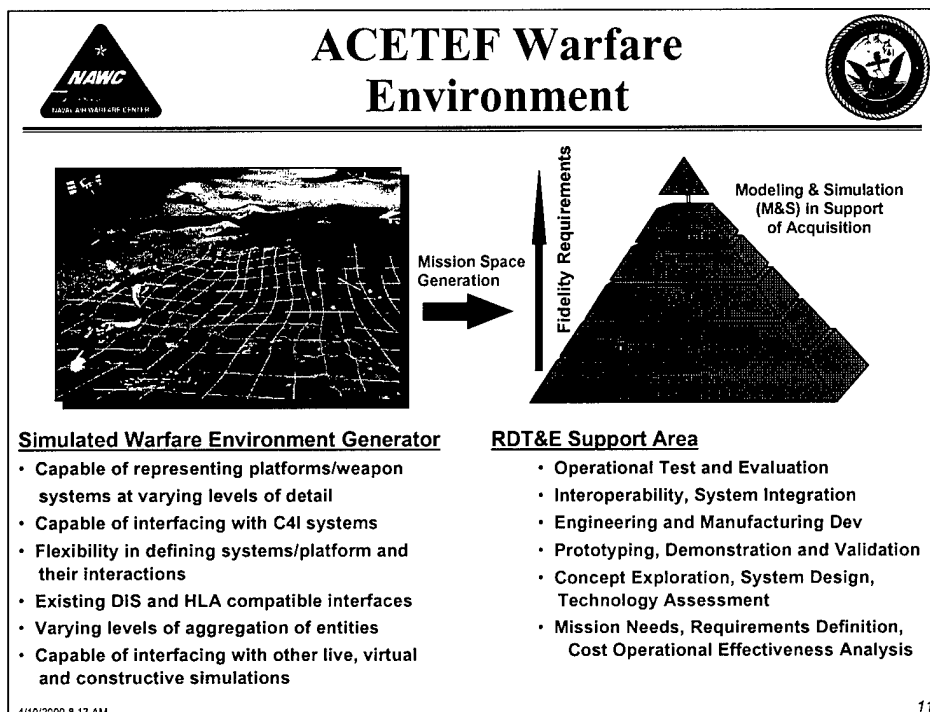 ACETEF Warfare
Environment
NAWC
NAVAL AIR WARFARE CENTER
Mission Space
Generation
Fidelity Requirements
Modeling & Simulation
(M&S) in Support
of Acquisition
Simulated Warfare Environment Generator
• Capable of representing platforms/weapon
systems at varying levels of detail
• Capable of interfacing with C4I systems
• Flexibility in defining systems/platform and
their interactions
• Existing DIS and HLA compatible interfaces
• Varying levels of aggregation of entities
• Capable of interfacing with other live, virtual
and constructive simulations
RDT&E Support Area
• Operational Test and Evaluation
• Interoperability, System Integration
• Engineering and Manufacturing Dev
• Prototyping, Demonstration and Validation
• Concept Exploration, System Design,
Technology Assessment
• Mission Needs, Requirements Definition,
Cost Operational Effectiveness Analysis
11